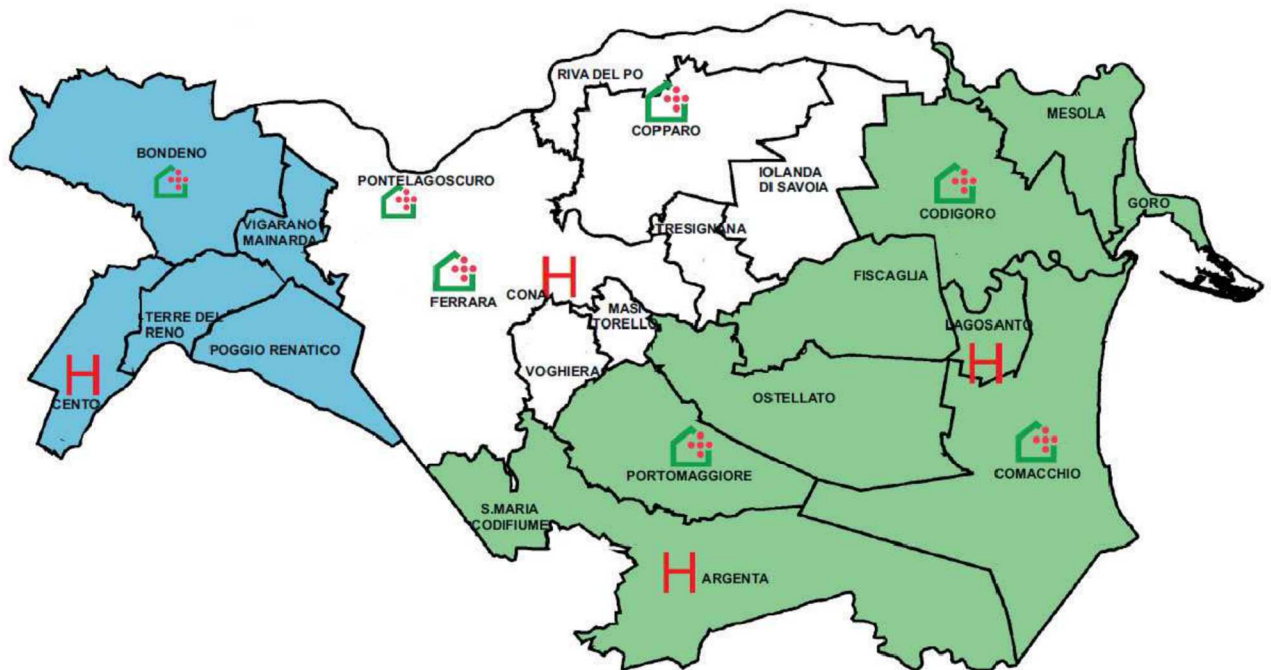 RIVA DEL PO
COPPARO
MESOLA
BONDENO
PONTELAGOSCURO
IOLANDA
DI SAVOIA
CODIGORO
GORO
VIGARANO
MAINARDA
TRESIGNANA
FISCAGLIA
FERRARA
CONA
H
MASI
TORELLO
LAGOSANTO
H
TERRE DEL
RENO
POGGIO RENATICO
VOGHIERA
H
CENTO
OSTELLATO
PORTOMAGGIORE
COMACCHIO
S.MARIA
CODIFIUME
H
ARGENTA